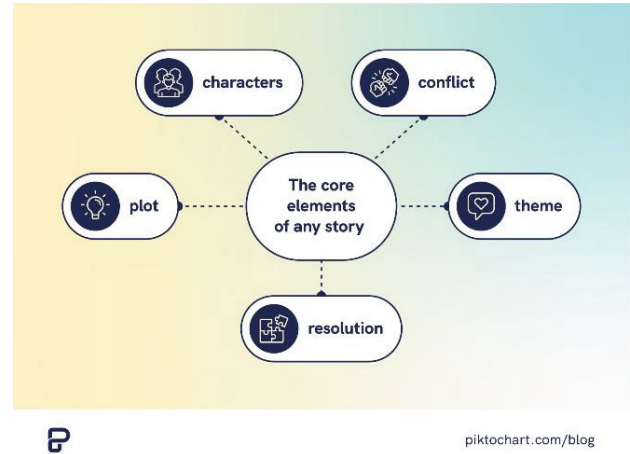 characters
conflict
The core
elements
of any story
plot
theme
resolution
piktochart.com/blog